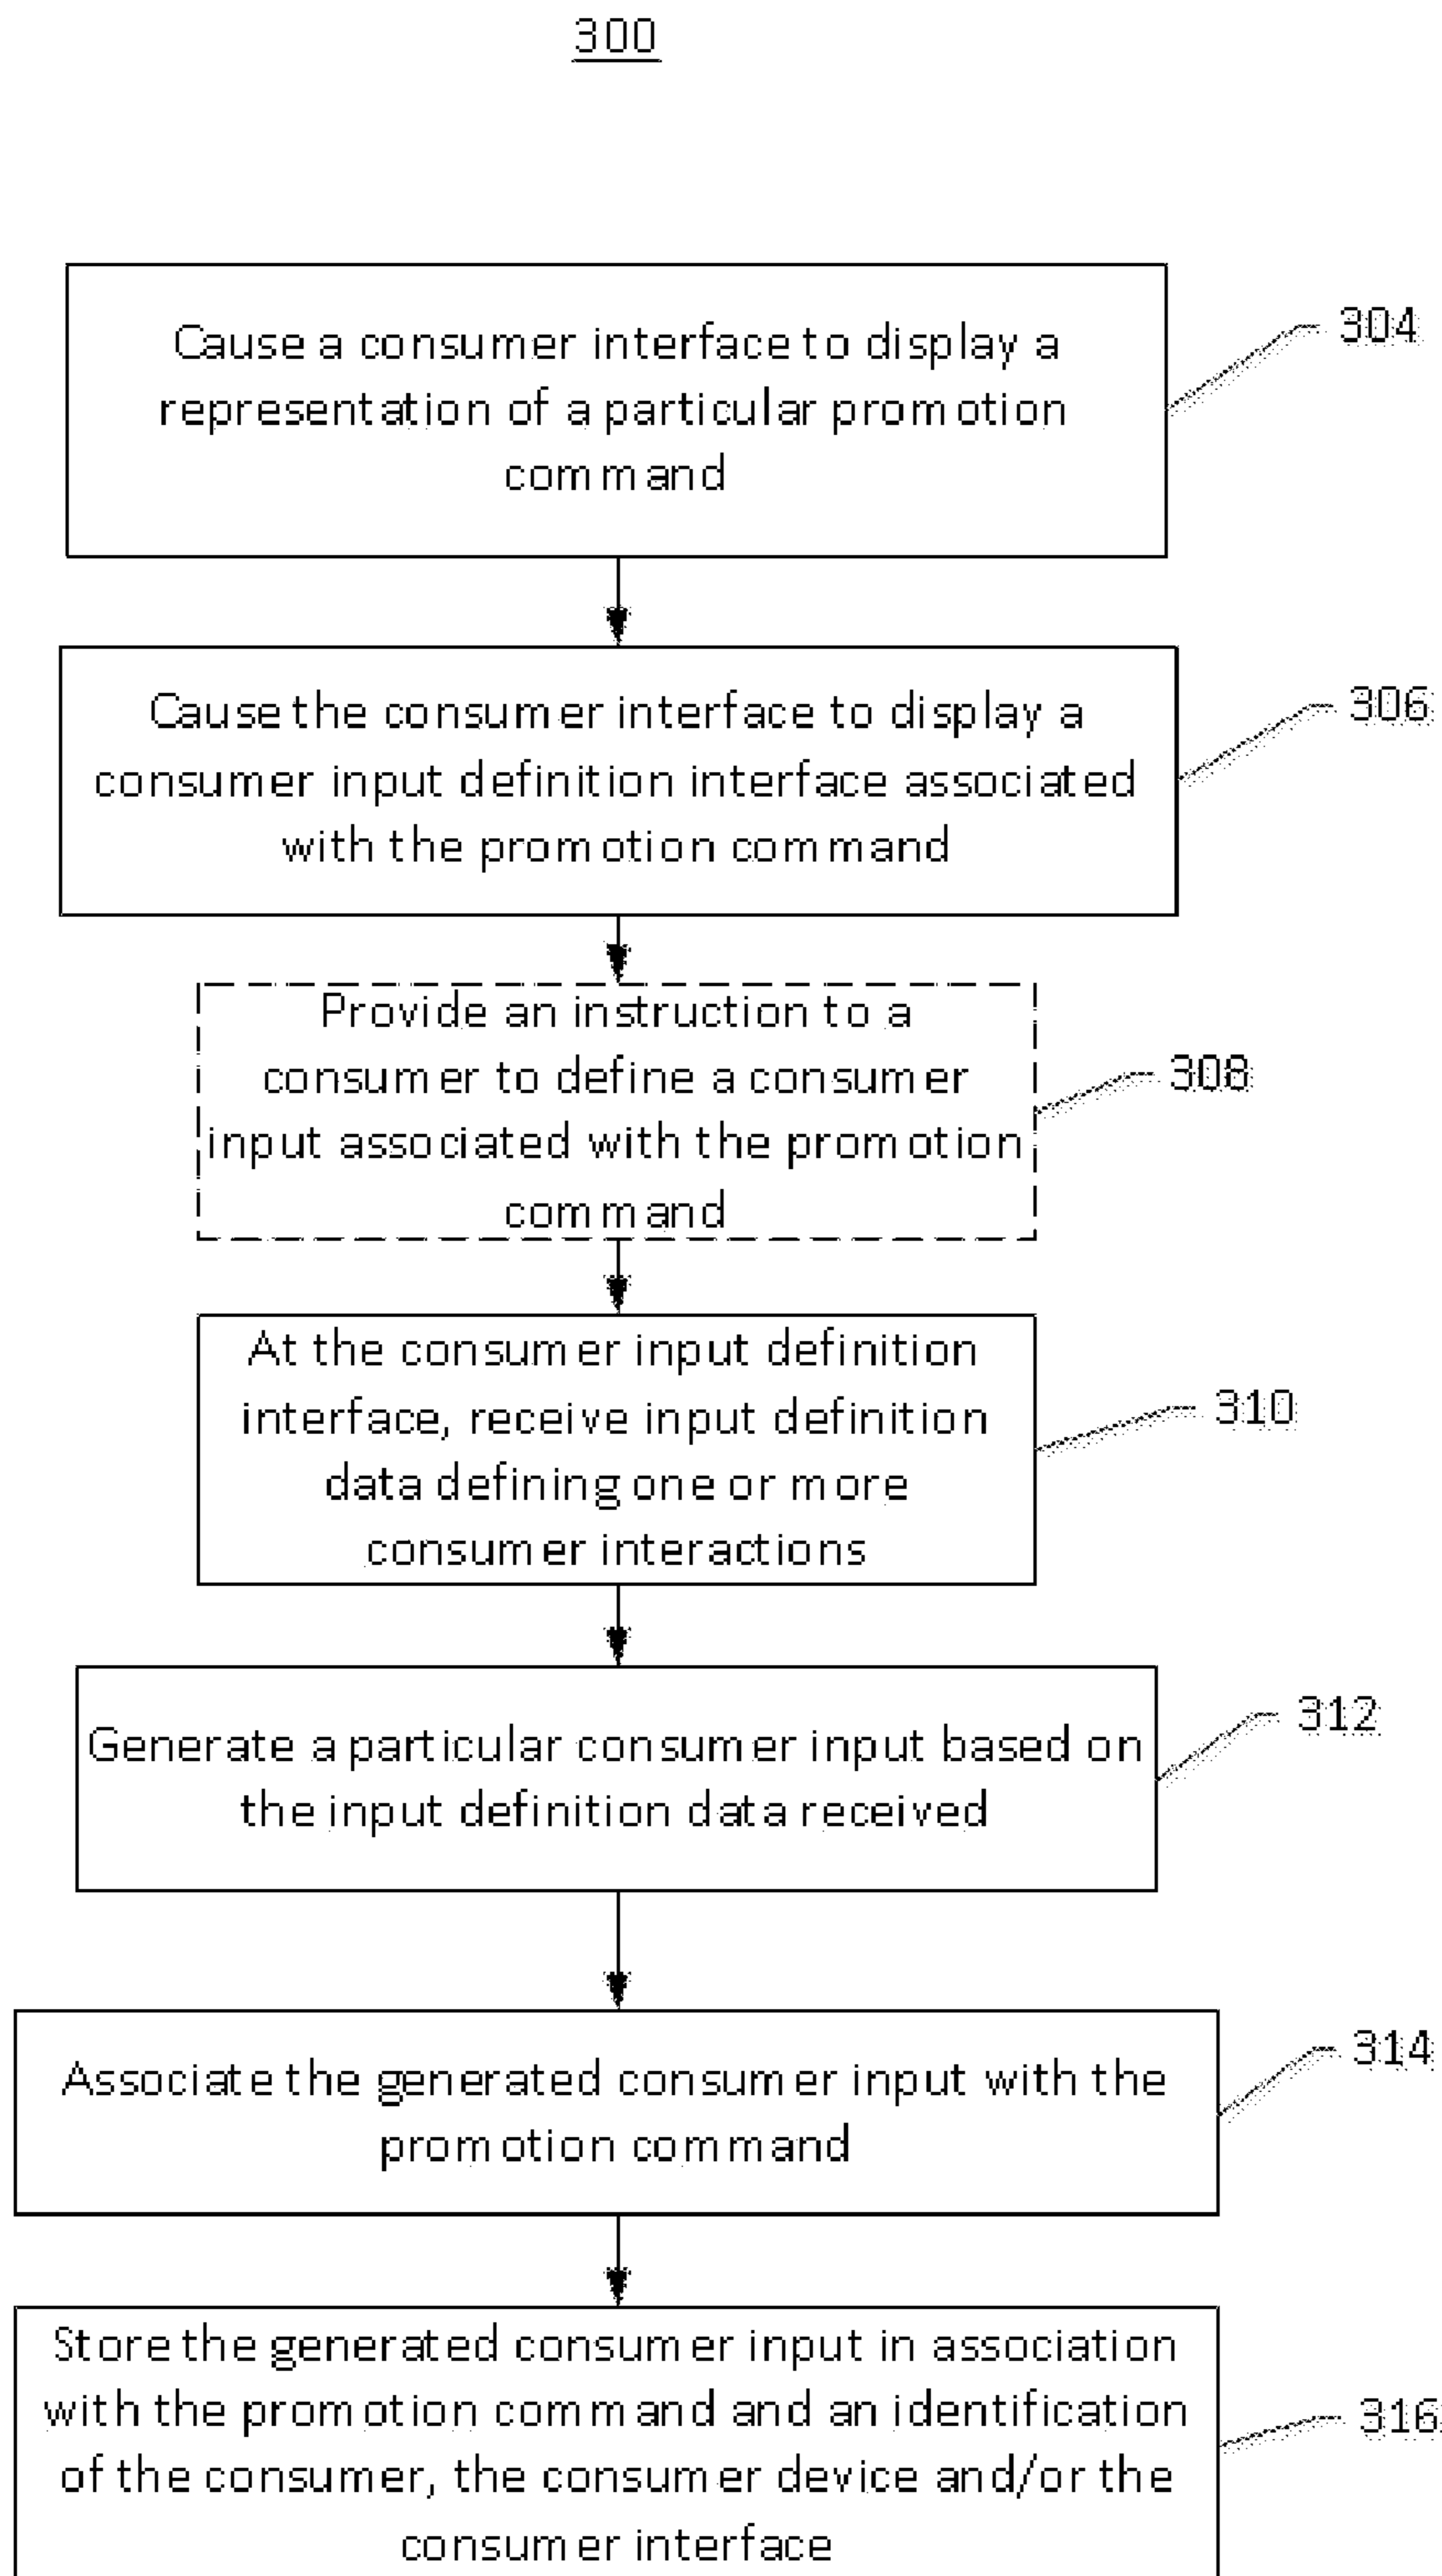 300
Cause a consumer interface to display a
representation of a particular promotion
command
304
Cause the consumer interface to display a
consumer input definition interface associated
with the promotion command
306
Provide an instruction to a
consumer to define a consumer
input associated with the promotion
command
308
At the consumer input definition
interface, receive input definition
data defining one or more
consumer interactions
310
Generate a particular consumer input based on
the input definition data received
312
Associate the generated consumer input with the
promotion command
314
Store the generated consumer input in association
with the promotion command and an identification
of the consumer, the consumer device and/or the
consumer interface
316